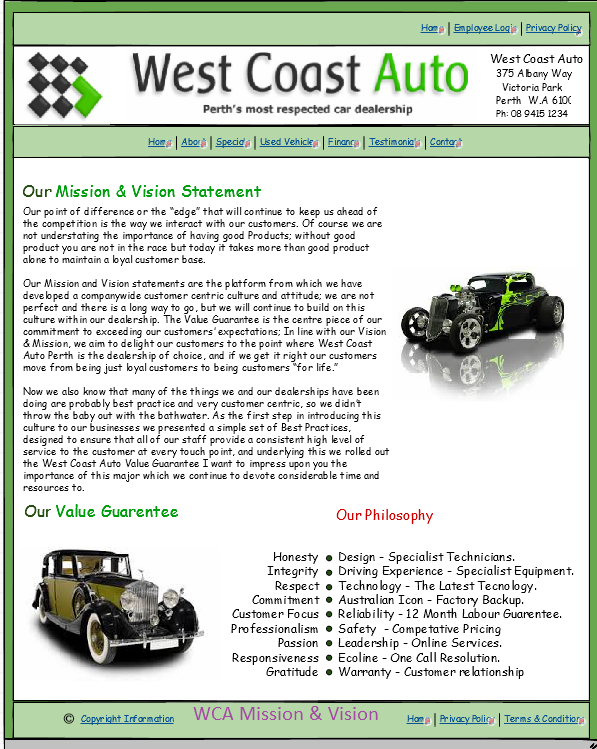 Home | Employee Login | Privacy Policy
West Coast Auto
Perth's most respected car dealership
West Coast Auto
375 Albany Way
Victoria Park
Perth W.A 6100
Ph: 08 9415 1234
Home | About | Specials | Used Vehicles | Finance | Testimonials | Contact
Our Mission & Vision Statement
Our point of difference or the “edge” that will continue to keep us ahead of
the competition is the way we interact with our customers. Of course we are
not understating the importance of having good Products; without good
product you are not in the race but today it takes more than good product
alone to maintain a loyal customer base.
Our Mission and Vision statements are the platform from which we have
developed a companywide customer centric culture and attitude; we are not
perfect and there is a long way to go, but we will continue to build on this
culture within our dealership. The Value Guarantee is the centre piece of our
commitment to exceeding our customers’ expectations; In line with our Vision
& Mission, we aim to delight our customers to the point where West Coast
Auto Perth is the dealership of choice, and if we get it right our customers
move from being just loyal customers to being customers “for life.”
Now we also know that many of the things we and our dealerships have been
doing are probably best practice and very customer centric, so we didn’t
throw the baby out with the bathwater. As the first step in introducing this
culture to our businesses we presented a simple set of Best Practices,
designed to ensure that all of our staff provide a consistent high level of
service to the customer at every touch point, and underlying this we rolled out
the West Coast Auto Value Guarantee I want to impress upon you the
importance of this major which we continue to devote considerable time and
resources to.
Our Value Guarentee
Our Philosophy
Honesty ● Design - Specialist Technicians.
Integrity ● Driving Experience - Specialist Equipment.
Respect ● Technology - The Latest Tecnology.
Commitment ● Australian Icon - Factory Backup.
Customer Focus ● Reliability - 12 Month Labour Guarentee.
Professionalism ● Safety - Competative Pricing
Passion ● Leadership - Online Services.
Responsiveness ● Ecoline - One Call Resolution.
Gratitude ● Warranty - Customer relationship
© Copyright Information WCA Mission & Vision Home | Privacy Policy | Terms & Conditions